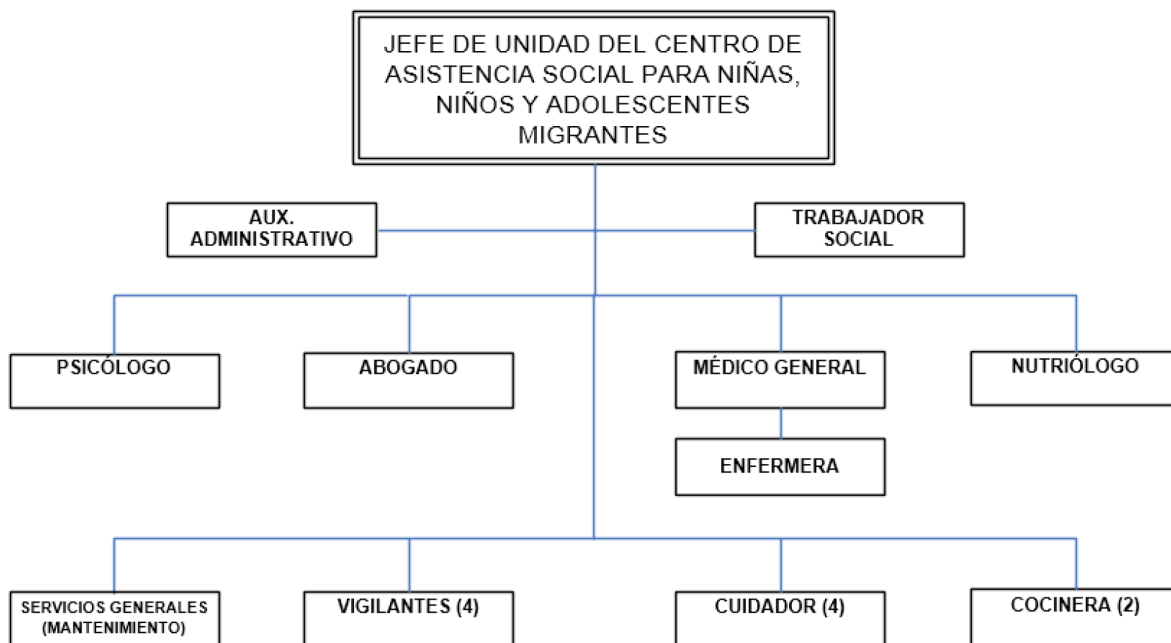 JEFE DE UNIDAD DEL CENTRO DE
ASISTENCIA SOCIAL PARA NIÑAS,
NIÑOS Y ADOLESCENTES
MIGRANTES
AUX.
ADMINISTRATIVO
TRABAJADOR
SOCIAL
PSICÓLOGO
ABOGADO
MÉDICO GENERAL
NUTRIÓLOGO
ENFERMERA
SERVICIOS GENERALES
(MANTENIMIENTO)
VIGILANTES (4)
CUIDADOR (4)
COCINERA (2)